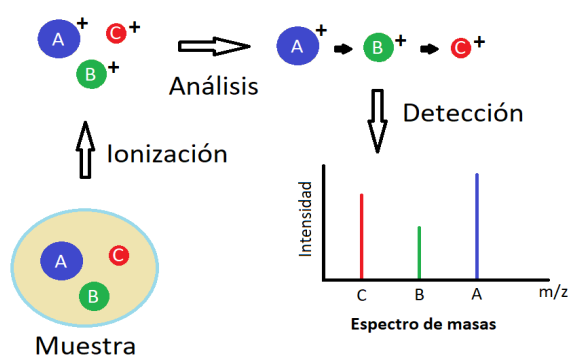 A + C + B +
Análisis
A + B + C +
Detección
Ionización
A C B
Muestra
Intensidad
C B A m/z
Espectro de masas